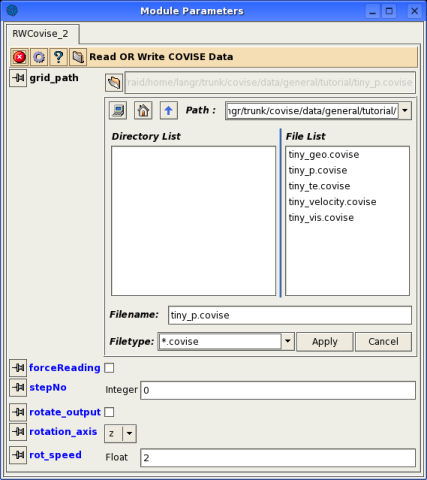 Module Parameters
RWCovise_2
Read OR Write COVISE Data
grid_path
raid/home/langr/trunk/covise/data/general/tutorial/tiny_p.covise
Path : ngr/trunk/covise/data/general/tutorial/
Directory List
File List
tiny_geo.covise
tiny_p.covise
tiny_te.covise
tiny_velocity.covise
tiny_vis.covise
Filename: tiny_p.covise
Filetype: *.covise Apply Cancel
forceReading
stepNo Integer 0
rotate_output
rotation_axis z
rot_speed Float 2